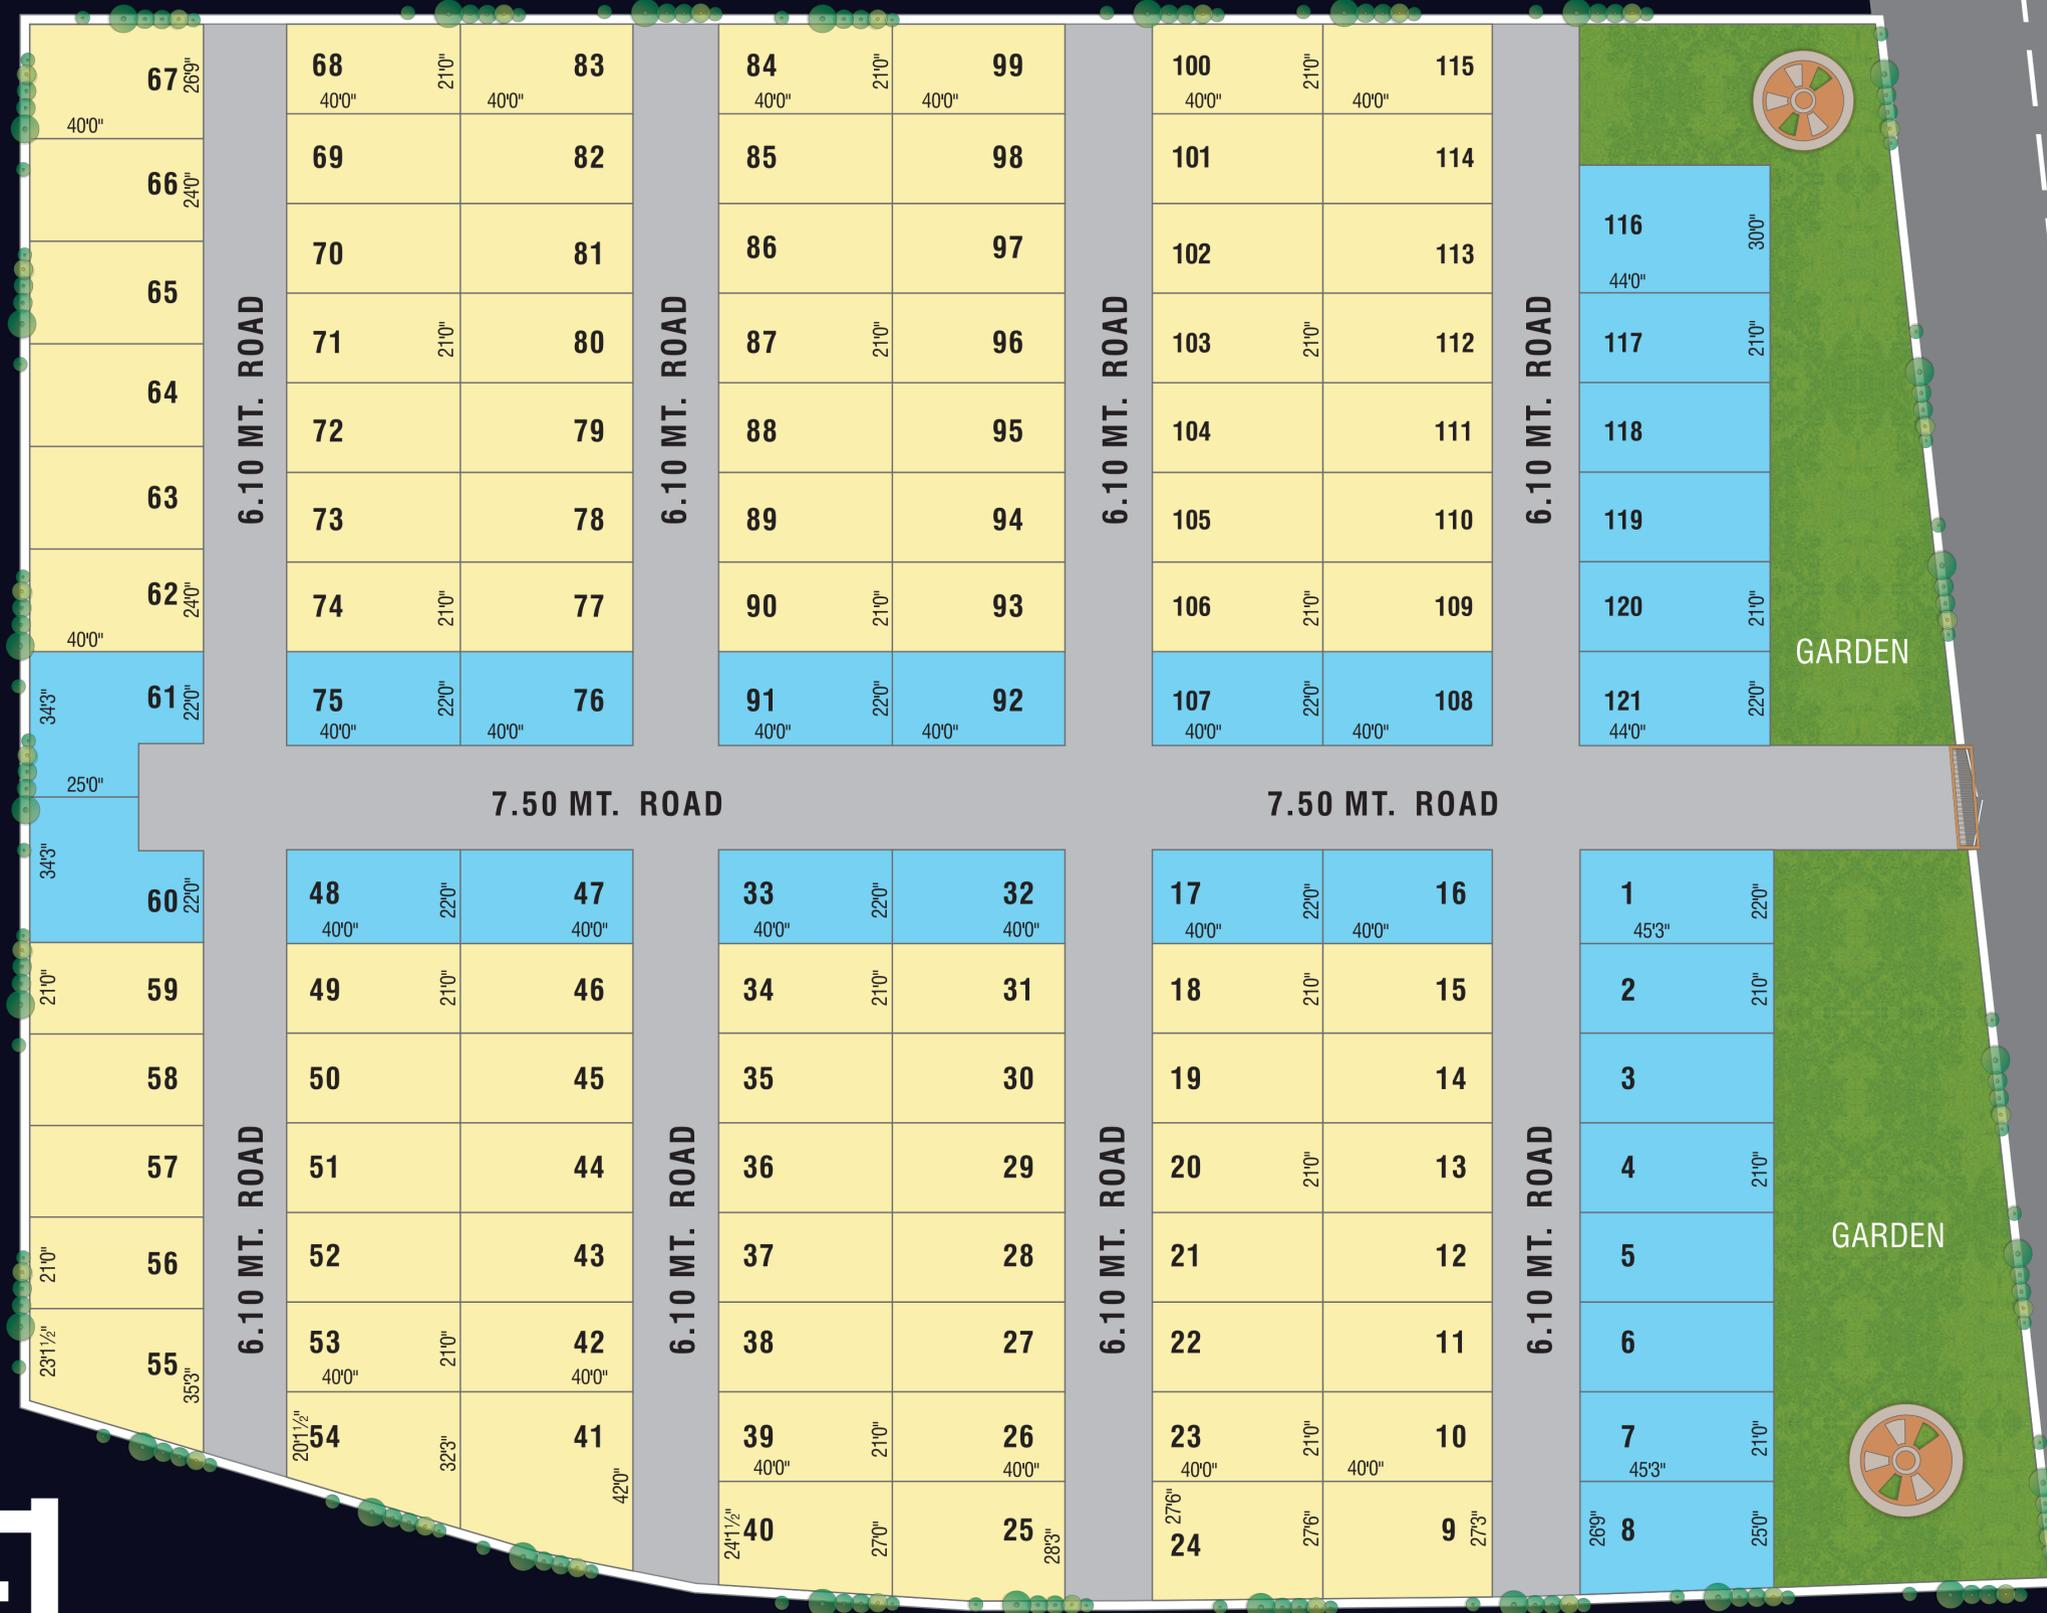 67 26'9"
40'0"
66 24'0"
65
64
63
62 24'0"
40'0"
61 22'0"
34'3"
25'0"
34'3"
60 22'0"
59
21'0"
58
57
56
21'0"
55
23'1½"
35'3"
6.10 MT. ROAD
6.10 MT. ROAD
68 21'0" 83
40'0" 40'0"
69 82
70 81
71 21'0" 80
72 79
73 78
74 21'0" 77
75 22'0" 76
40'0" 40'0"
48 22'0" 47
40'0" 40'0"
49 21'0" 46
50 45
51 44
52 43
53 21'0" 42
40'0" 40'0"
20'1½" 54 32'3" 41
42'0"
6.10 MT. ROAD
6.10 MT. ROAD
84 21'0" 99
40'0" 40'0"
85 98
86 97
87 21'0" 96
88 95
89 94
90 21'0" 93
91 22'0" 92
40'0" 40'0"
7.50 MT. ROAD 7.50 MT. ROAD
33 22'0" 32
40'0" 40'0"
34 21'0" 31
35 30
36 29
37 28
38 27
39 21'0" 26
40'0" 40'0"
24'1½" 40 27'0" 25 28'3"
6.10 MT. ROAD
6.10 MT. ROAD
100 21'0" 115
40'0" 40'0"
101 114
102 113
103 21'0" 112
104 111
105 110
106 21'0" 109
107 22'0" 108
40'0" 40'0"
17 22'0" 16
40'0" 40'0"
18 21'0" 15
19 14
20 21'0" 13
21 12
22 11
23 21'0" 10
40'0" 40'0"
27'6"
24 27'6" 9 27'3"
6.10 MT. ROAD
6.10 MT. ROAD
116 30'0"
44'0"
117 21'0"
118
119
120 21'0"
121 22'0"
44'0"
GARDEN
1 22'0"
45'3"
2 21'0"
3
4 21'0"
5
6
7 21'0"
45'3"
26'9" 8 25'0"
GARDEN